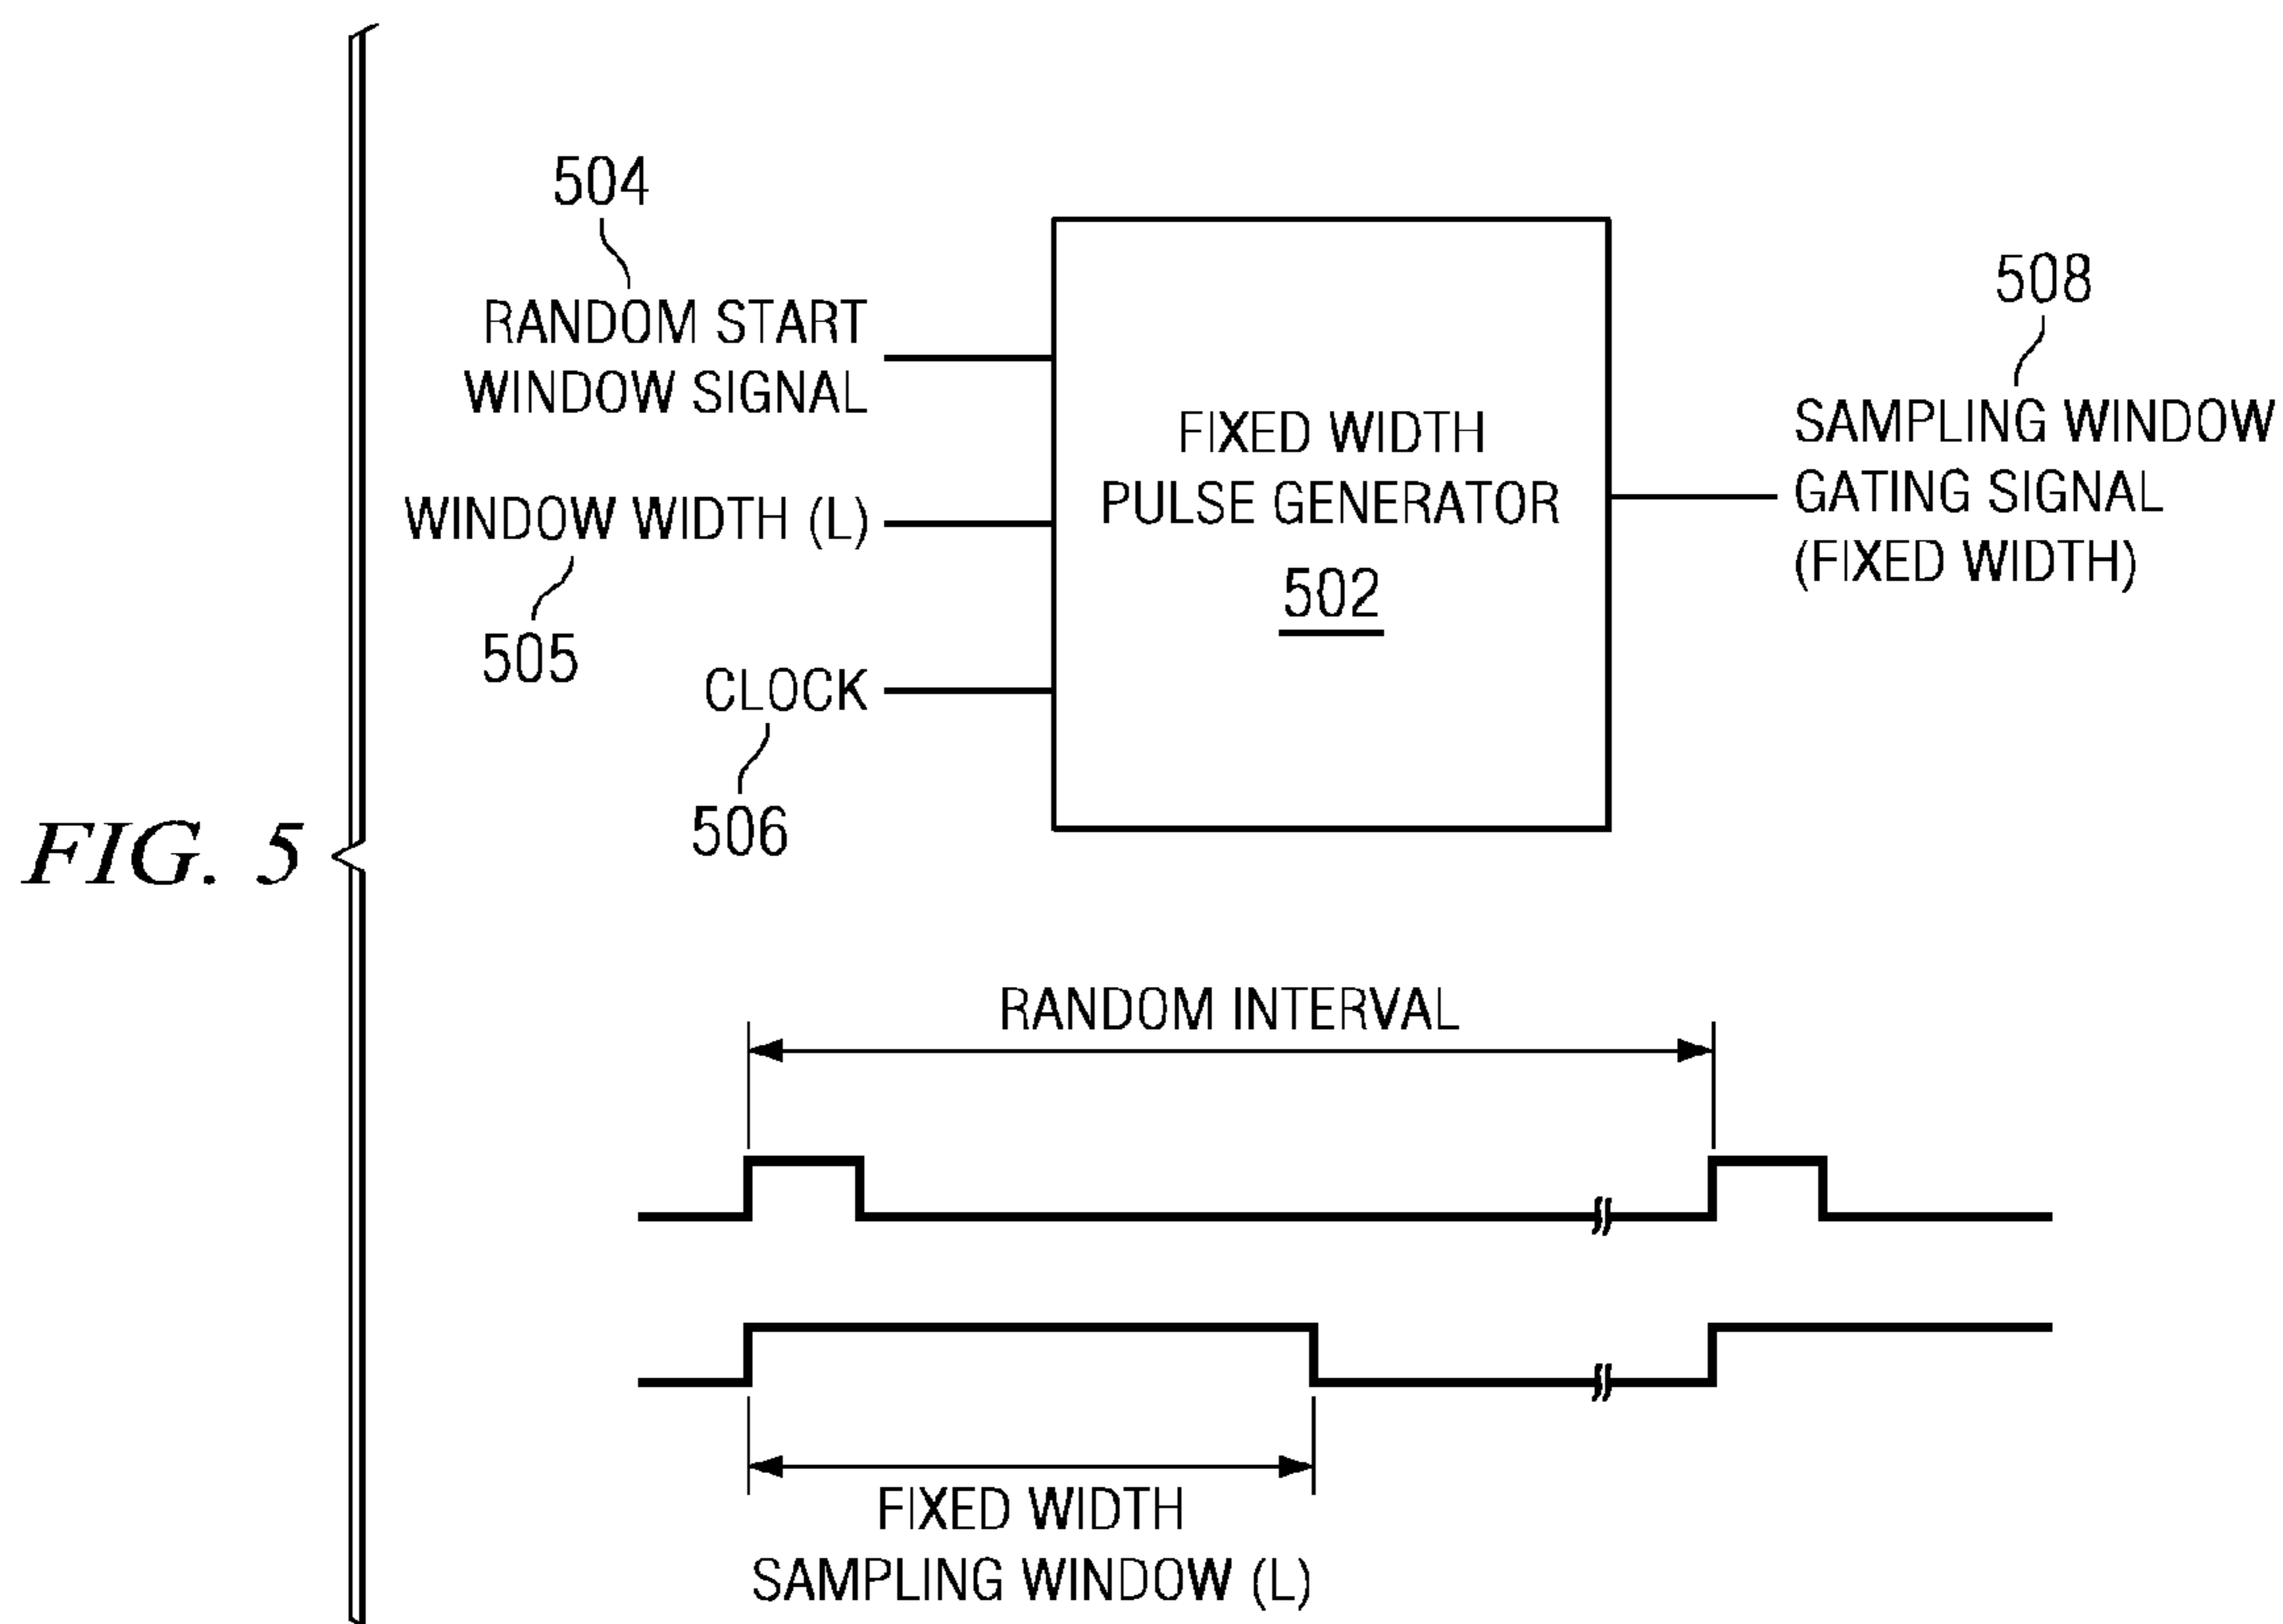 504
RANDOM START
WINDOW SIGNAL
WINDOW WIDTH (L)
505
CLOCK
506
FIXED WIDTH
PULSE GENERATOR
502
508
SAMPLING WINDOW
GATING SIGNAL
(FIXED WIDTH)
FIG. 5
RANDOM INTERVAL
FIXED WIDTH
SAMPLING WINDOW (L)